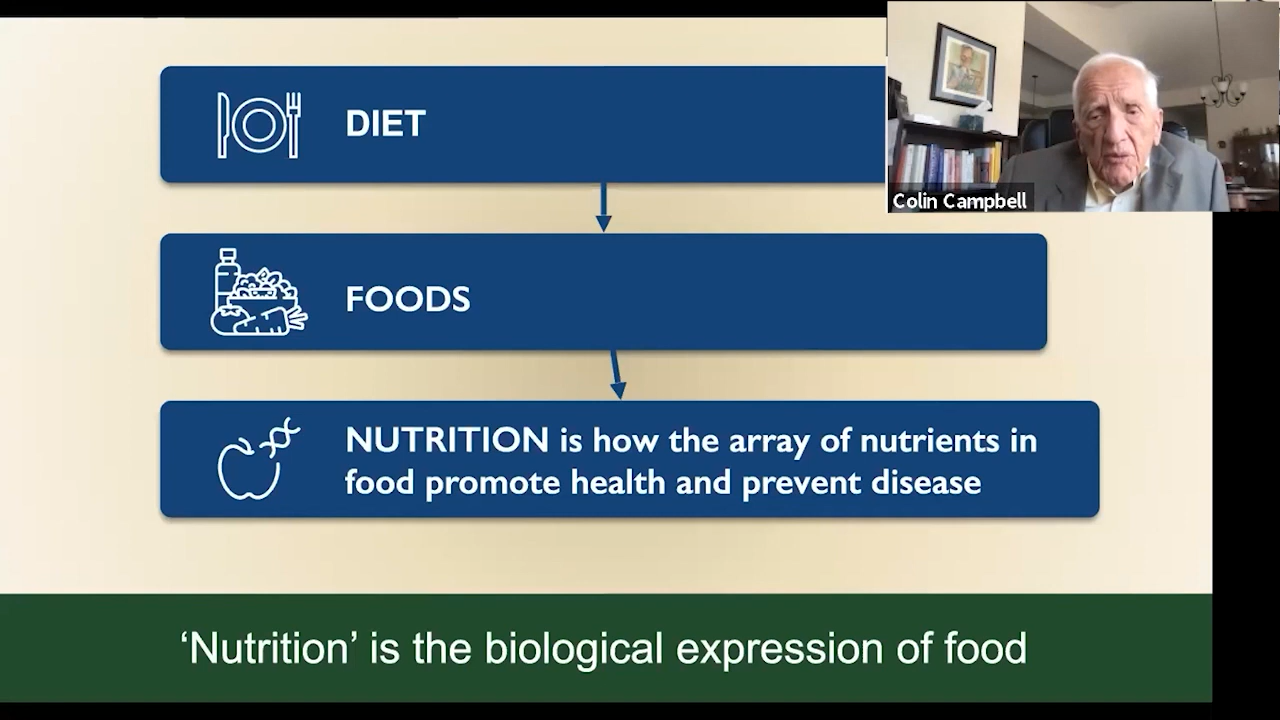 DIET
Colin Campbell
FOODS
NUTRITION is how the array of nutrients in
food promote health and prevent disease
‘Nutrition’ is the biological expression of food